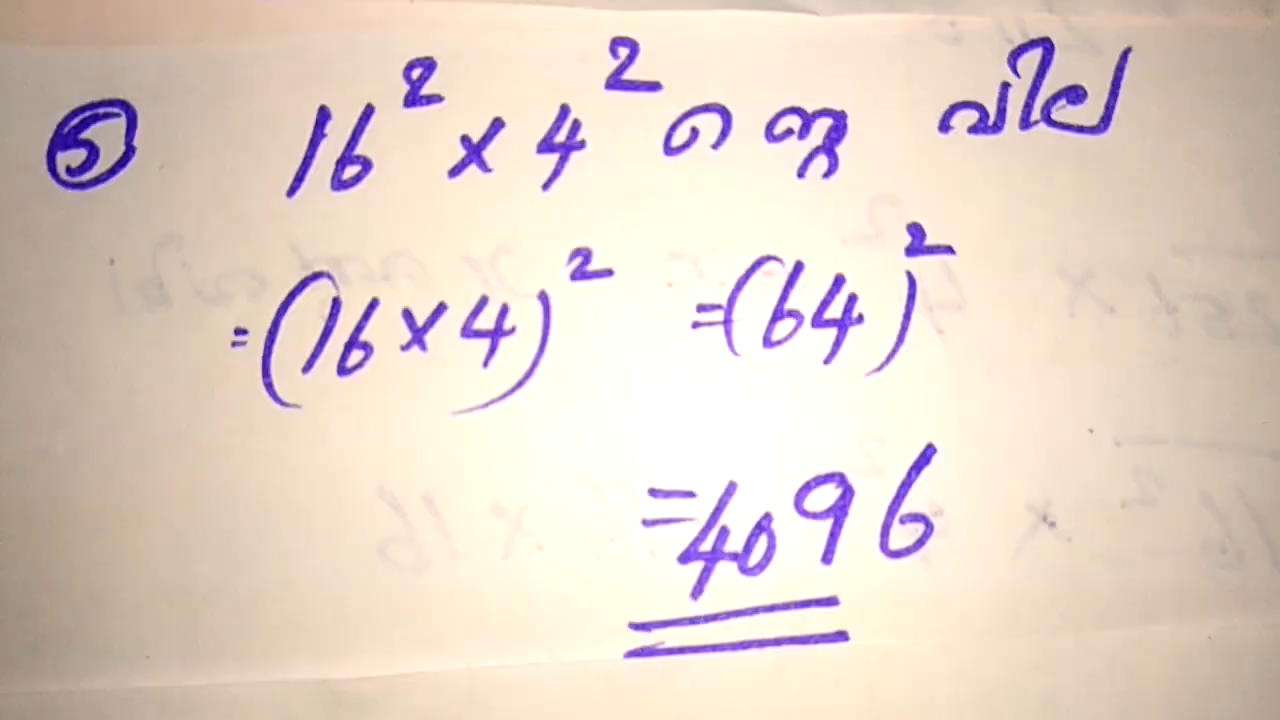 ⑤ 16² × 4²
= (16 × 4)² = (64)²
= 4096